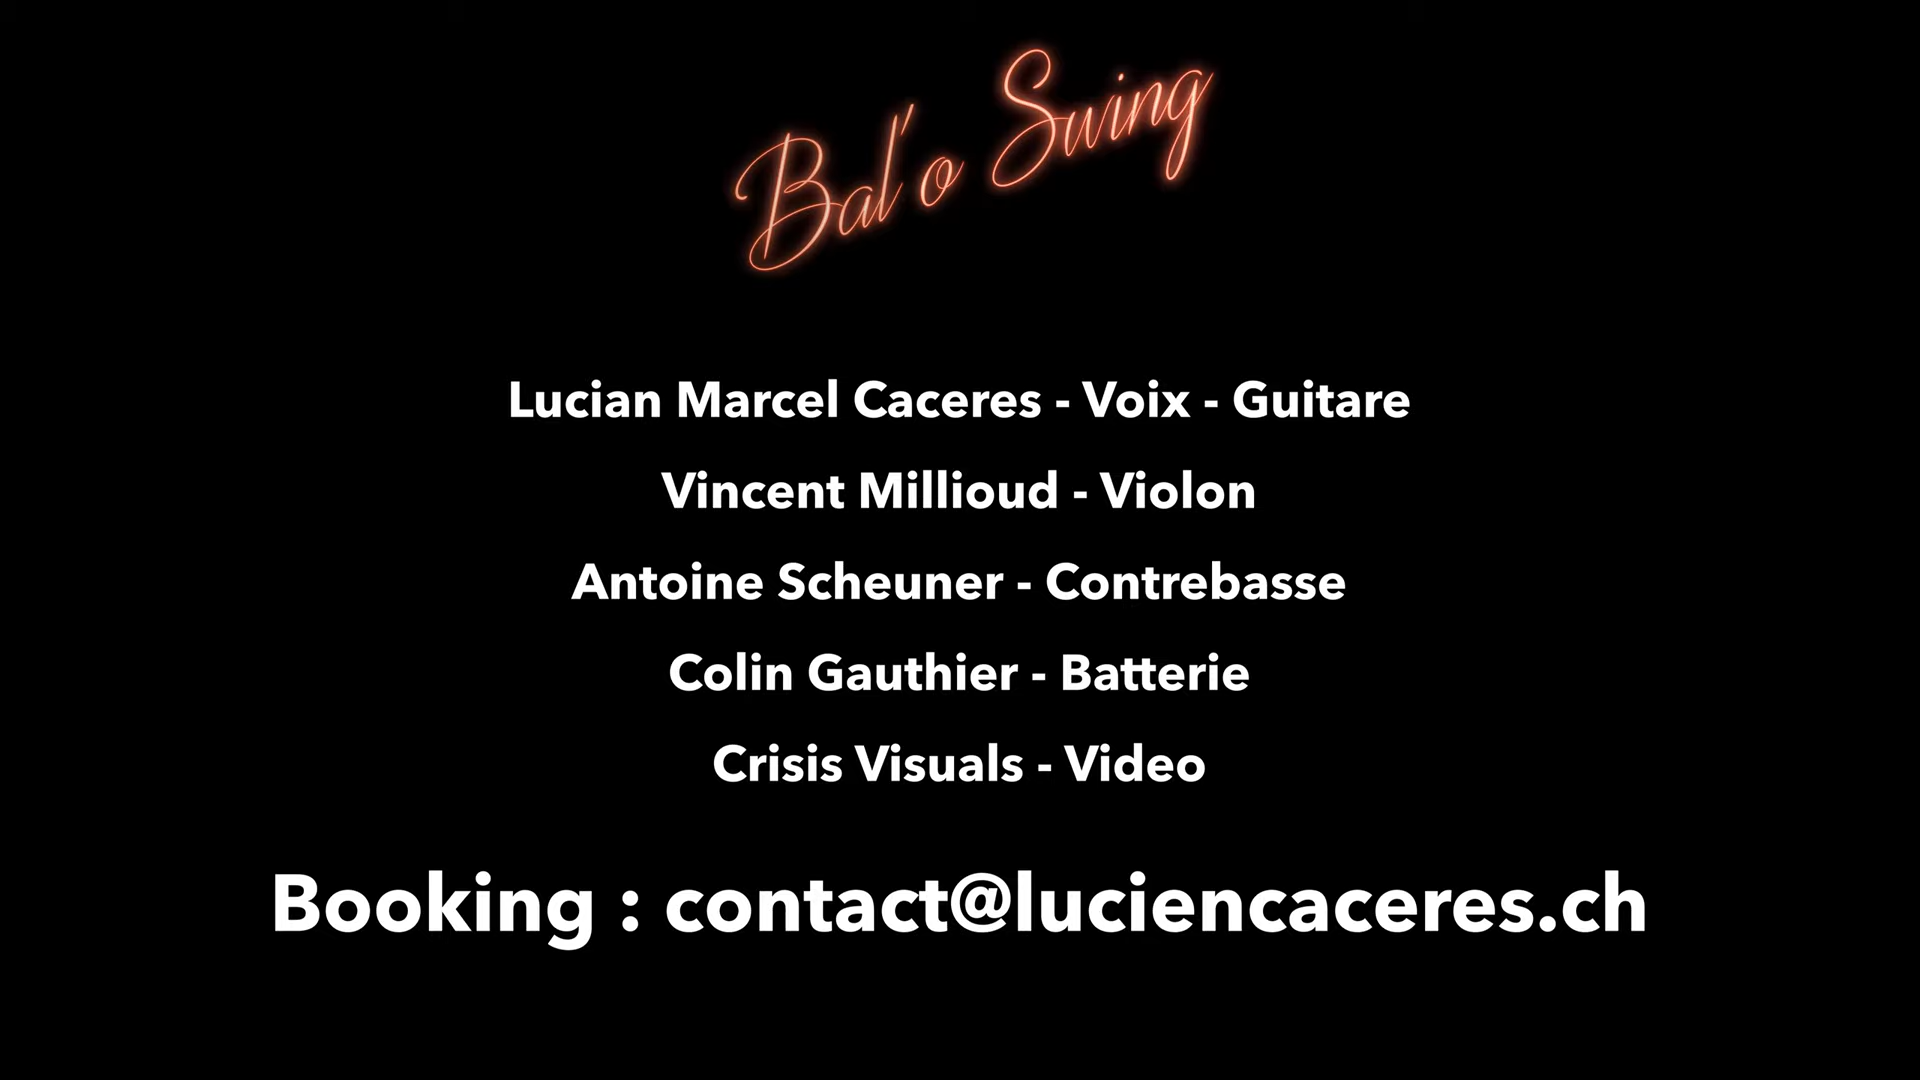 Bal'o Swing
Lucian Marcel Caceres - Voix - Guitare
Vincent Millioud - Violon
Antoine Scheuner - Contrebasse
Colin Gauthier - Batterie
Crisis Visuals - Video
Booking : contact@luciencaceres.ch